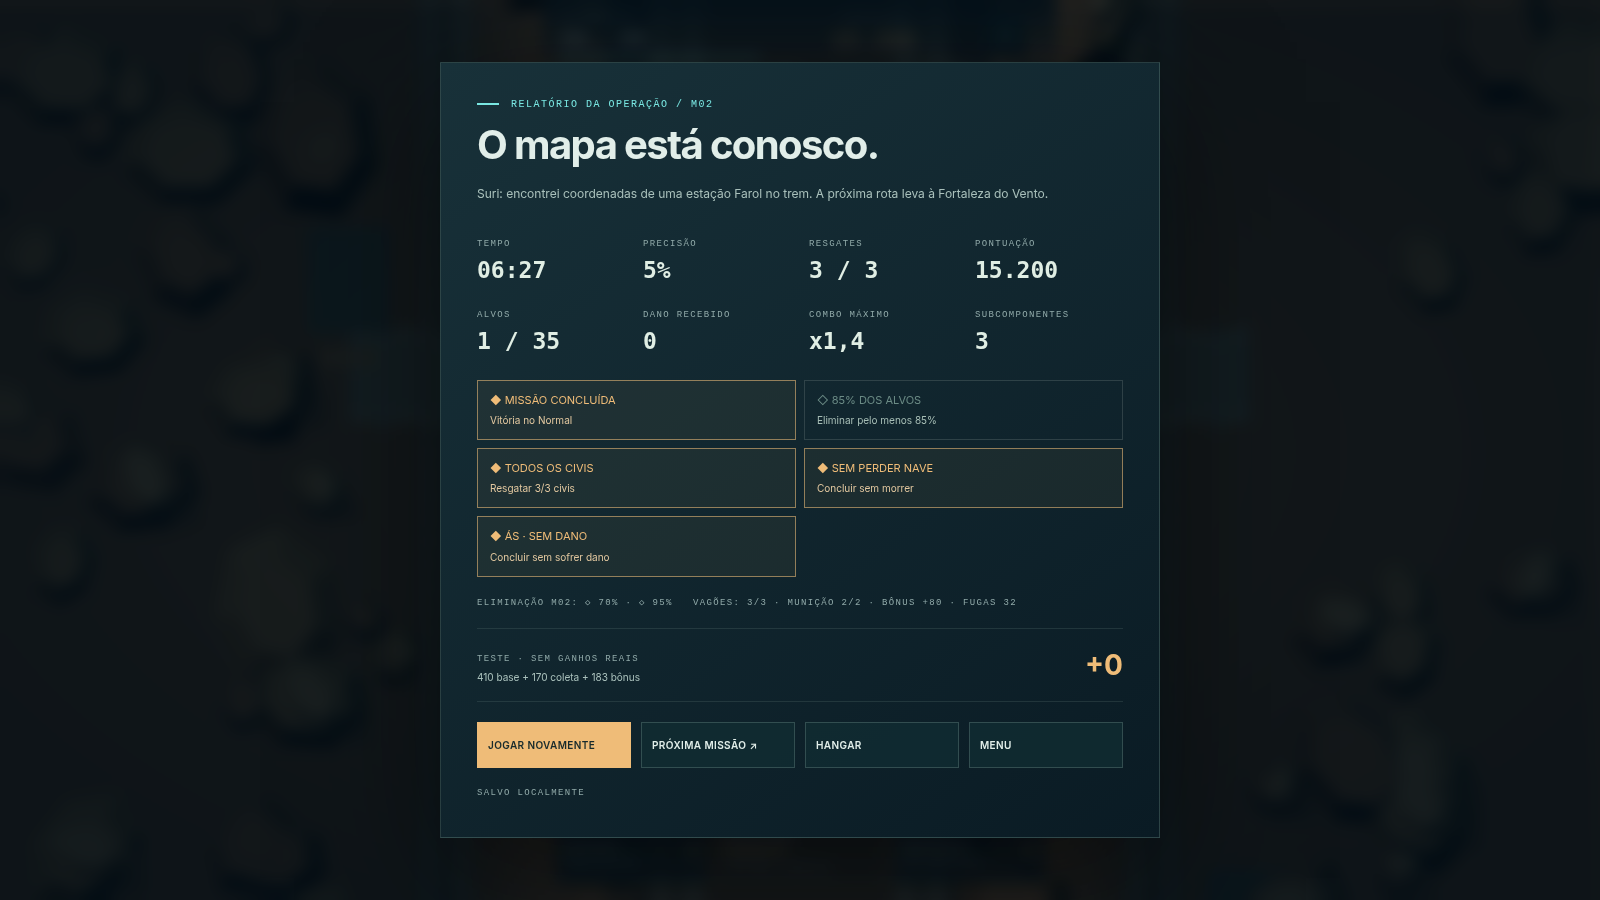 RELATÓRIO DA OPERAÇÃO / M02
O mapa está conosco.
Suri: encontrei coordenadas de uma estação Farol no trem. A próxima rota leva à Fortaleza do Vento.
TEMPO PRECISÃO RESGATES PONTUAÇÃO
06:27 5% 3 / 3 15.200
ALVOS DANO RECEBIDO COMBO MÁXIMO SUBCOMPONENTES
1 / 35 0 x1,4 3
◆ MISSÃO CONCLUÍDA
Vitória no Normal
◇ 85% DOS ALVOS
Eliminar pelo menos 85%
◆ TODOS OS CIVIS
Resgatar 3/3 civis
◆ SEM PERDER NAVE
Concluir sem morrer
◆ ÁS · SEM DANO
Concluir sem sofrer dano
ELIMINAÇÃO M02: ◇ 70% · ◇ 95% VAGÕES: 3/3 · MUNIÇÃO 2/2 · BÔNUS +80 · FUGAS 32
TESTE · SEM GANHOS REAIS
410 base + 170 coleta + 183 bônus
+0
JOGAR NOVAMENTE
PRÓXIMA MISSÃO ↗
HANGAR
MENU
SALVO LOCALMENTE